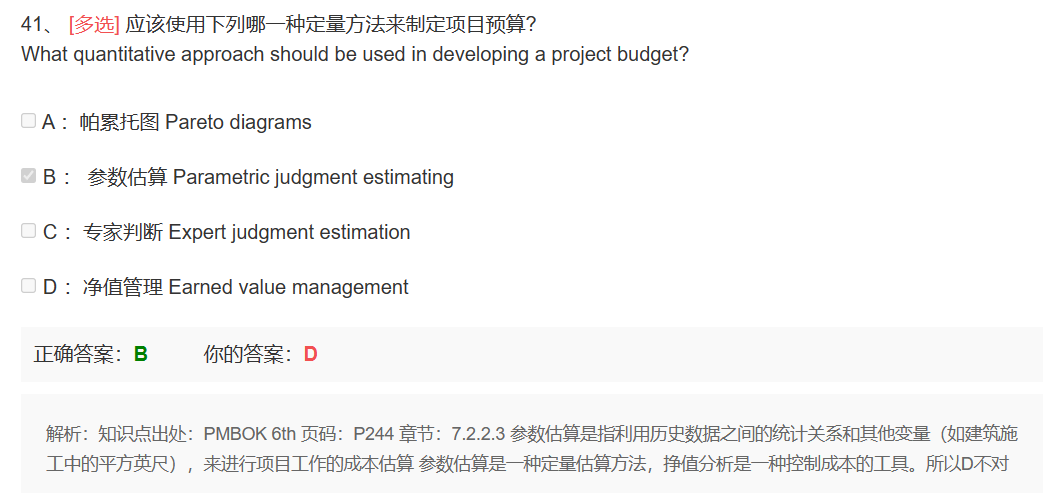 41、 [多选] 应该使用下列哪一种定量方法来制定项目预算?
What quantitative approach should be used in developing a project budget?
A： 帕累托图 Pareto diagrams
B： 参数估算 Parametric judgment estimating
C： 专家判断 Expert judgment estimation
D： 净值管理 Earned value management
正确答案：B 你的答案：D
解析：知识点出处：PMBOK 6th 页码：P244 章节：7.2.2.3 参数估算是指利用历史数据之间的统计关系和其他变量（如建筑施
工中的平方英尺），来进行项目工作的成本估算 参数估算是一种定量估算方法，挣值分析是一种控制成本的工具。所以D不对